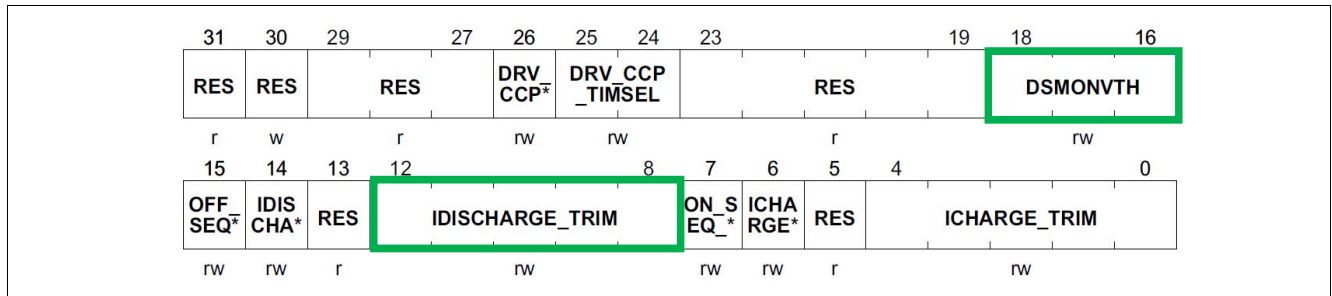 31 30 29 27 26 25 24 23 19 18 16
RES RES RES DRV_ CCP* DRV_CCP _TIMSEL RES DSMONVTH
r w r rw rw r rw
15 14 13 12 8 7 6 5 4 0
OFF_ SEQ* IDIS CHA* RES IDISCHARGE_TRIM ON_S EQ_* ICHA RGE* RES ICHARGE_TRIM
rw rw r rw rw rw r rw